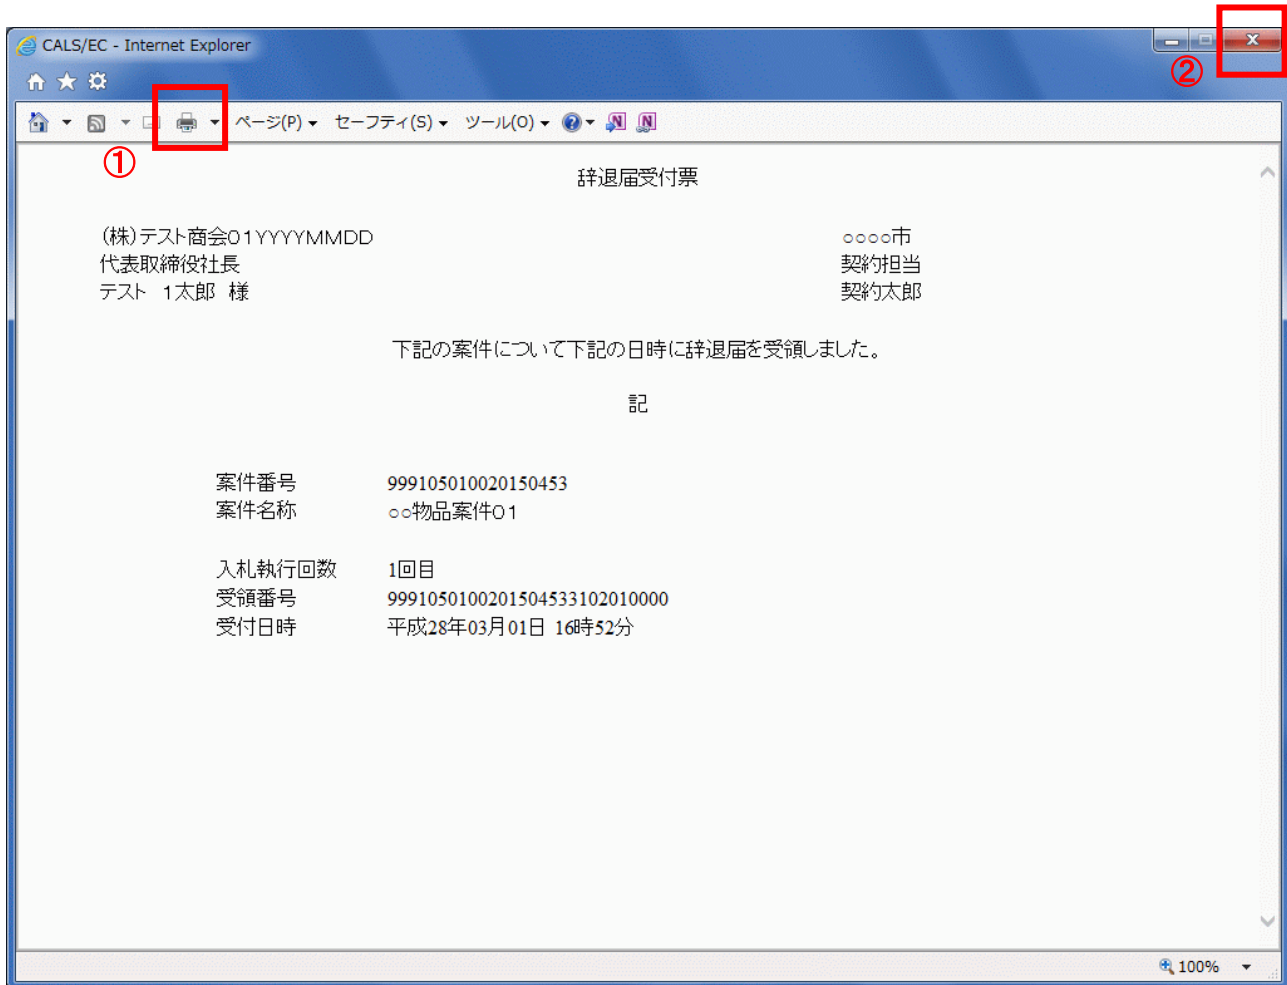 CALS/EC - Internet Explorer
②
ページ(P) セーフティ(S) ツール(O)
①
辞退届受付票
(株)テスト商会01YYYYMMDD ○○○○市
代表取締役社長 契約担当
テスト 1太郎 様 契約太郎
下記の案件について下記の日時に辞退届を受領しました。
記
案件番号 999105010020150453
案件名称 ○○物品案件01
入札執行回数 1回目
受領番号 9991050100201504533102010000
受付日時 平成28年03月01日 16時52分
100%